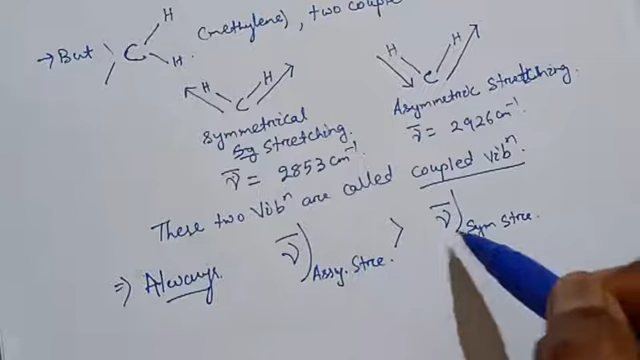 → But C H H (methylene), two couple
H C H H C H
Symmetrical Asymmetric Stretching.
Stretching. ν̄ = 2926 cm⁻¹
ν̄ = 2853 cm⁻¹
These two Vibⁿ are called coupled Vibⁿ
⇒ Always ν̄)Assy. Stre. > ν̄)Sym Stre.